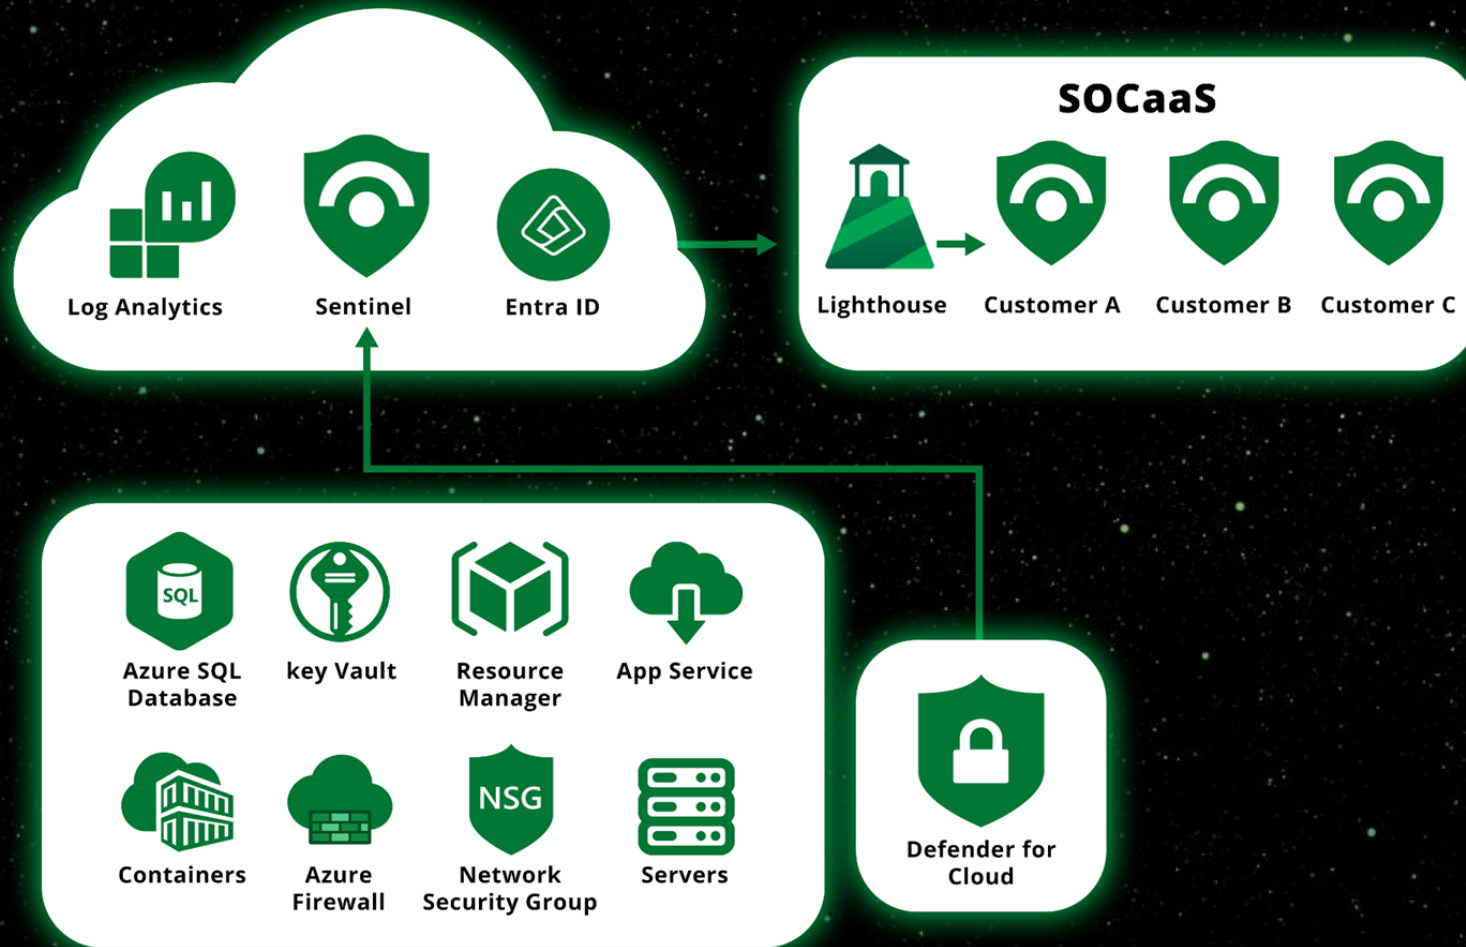 SOCaaS
Log Analytics
Sentinel
Entra ID
Lighthouse
Customer A
Customer B
Customer C
SQL
Azure SQL
Database
key Vault
Resource
Manager
App Service
Containers
Azure
Firewall
NSG
Network
Security Group
Servers
Defender for
Cloud